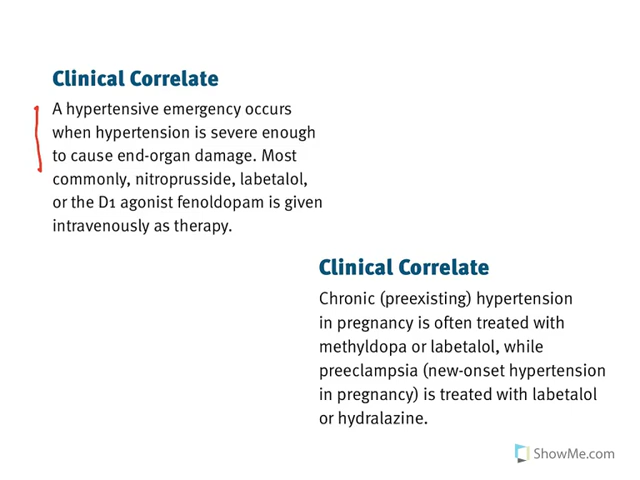 Clinical Correlate
A hypertensive emergency occurs
when hypertension is severe enough
to cause end-organ damage. Most
commonly, nitroprusside, labetalol,
or the D1 agonist fenoldopam is given
intravenously as therapy.
Clinical Correlate
Chronic (preexisting) hypertension
in pregnancy is often treated with
methyldopa or labetalol, while
preeclampsia (new-onset hypertension
in pregnancy) is treated with labetalol
or hydralazine.
ShowMe.com